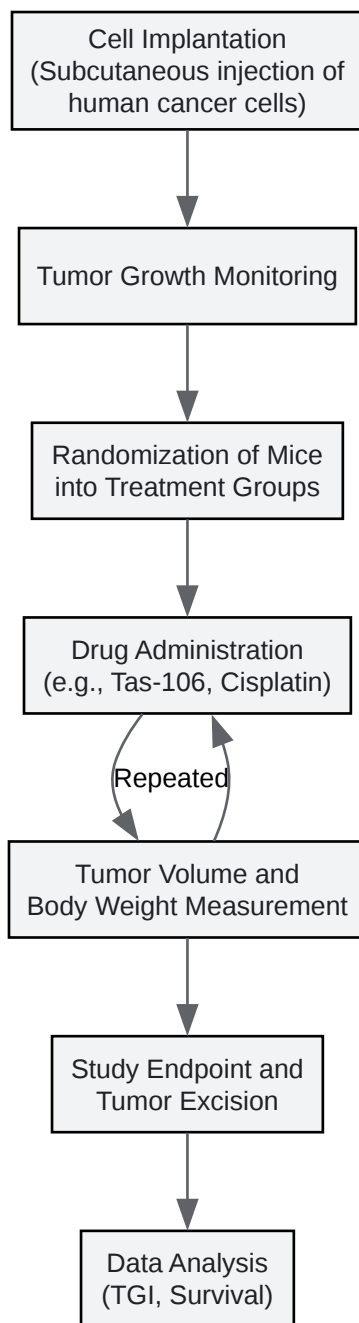 Cell Implantation
(Subcutaneous injection of
human cancer cells)
Tumor Growth Monitoring
Randomization of Mice
into Treatment Groups
Drug Administration
(e.g., Tas-106, Cisplatin)
Repeated
Tumor Volume and
Body Weight Measurement
Study Endpoint and
Tumor Excision
Data Analysis
(TGI, Survival)